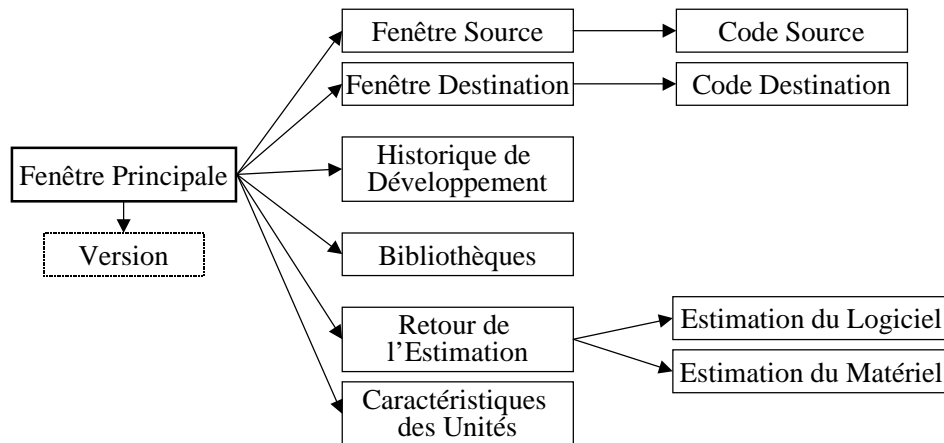 Fenêtre Source
Code Source
Fenêtre Destination
Code Destination
Fenêtre Principale
Historique de
Développement
Version
Bibliothèques
Retour de
l’Estimation
Estimation du Logiciel
Estimation du Matériel
Caractéristiques
des Unités